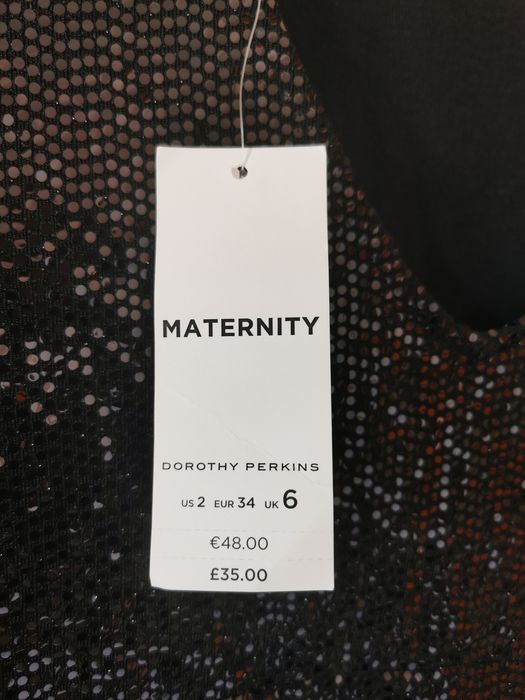 MATERNITY
DOROTHY PERKINS
US 2 EUR 34 UK 6
€48.00
£35.00